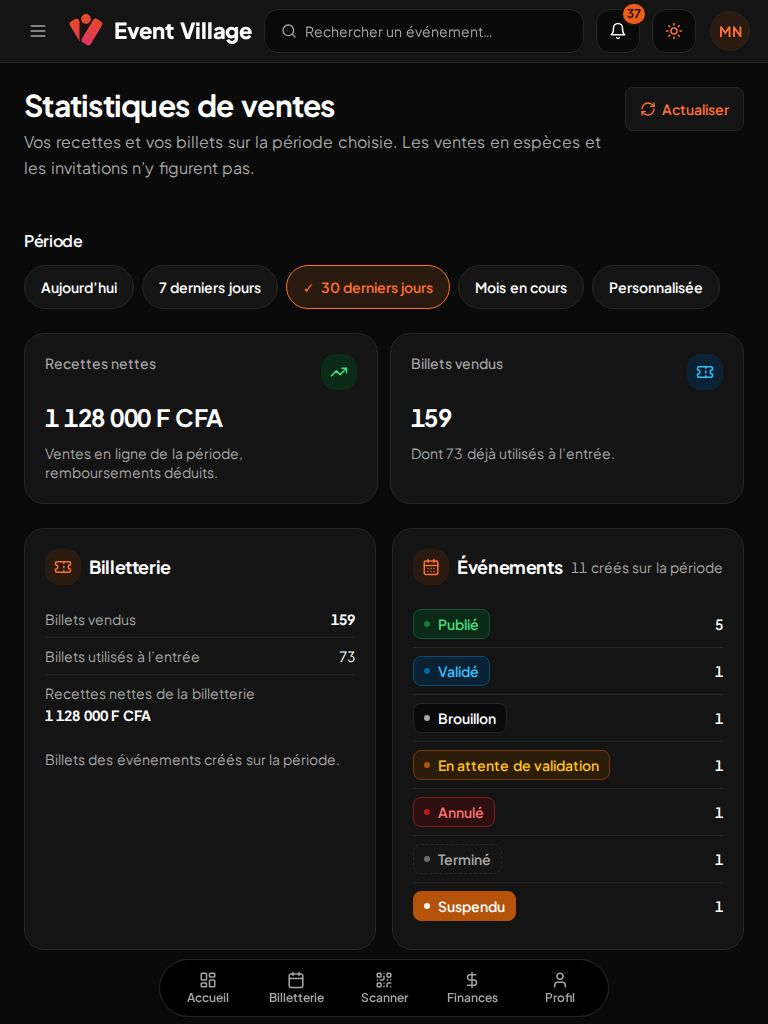 Event Village
Rechercher un événement…
37
MN
Statistiques de ventes
Actualiser
Vos recettes et vos billets sur la période choisie. Les ventes en espèces et
les invitations n’y figurent pas.
Période
Aujourd’hui
7 derniers jours
✓ 30 derniers jours
Mois en cours
Personnalisée
Recettes nettes
1 128 000 F CFA
Ventes en ligne de la période,
remboursements déduits.
Billets vendus
159
Dont 73 déjà utilisés à l’entrée.
Billetterie
Billets vendus 159
Billets utilisés à l’entrée 73
Recettes nettes de la billetterie
1 128 000 F CFA
Billets des événements créés sur la période.
Événements 11 créés sur la période
Publié 5
Validé 1
Brouillon 1
En attente de validation 1
Annulé 1
Terminé 1
Suspendu 1
Accueil
Billetterie
Scanner
Finances
Profil